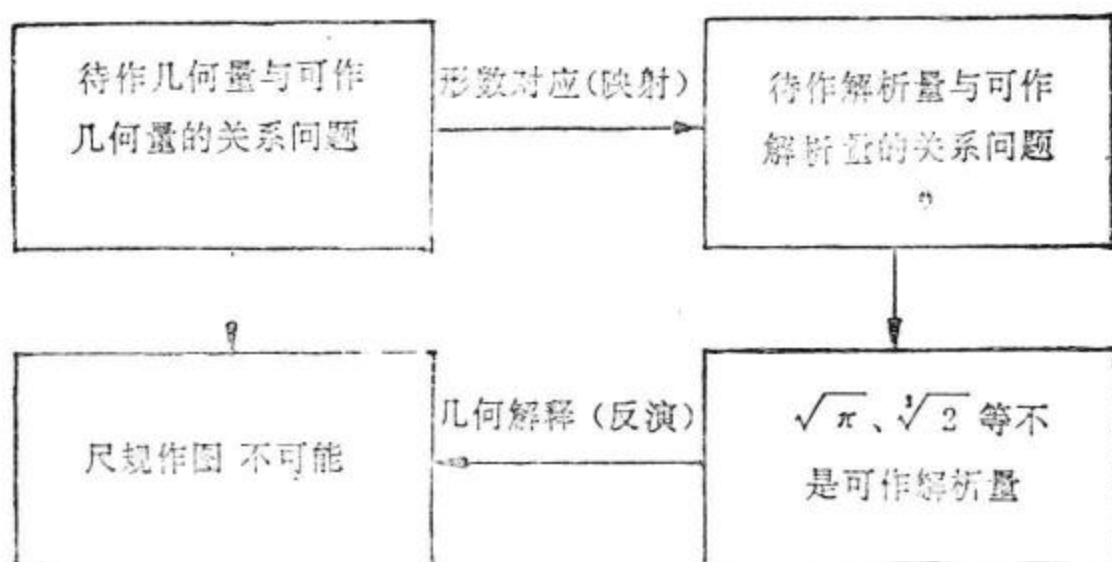 待作几何量与可作
几何量的关系问题
形数对应(映射)
待作解析量与可作
解析量的关系问题
尺规作图 不可能
几何解释(反演)
√π、∛2 等不
是可作解析量